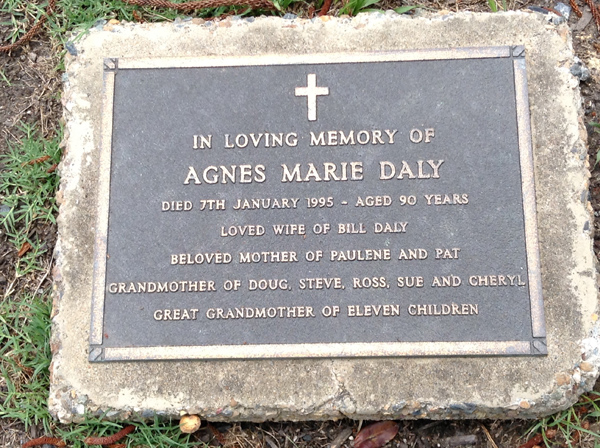 IN LOVING MEMORY OF
AGNES MARIE DALY
DIED 7TH JANUARY 1995 - AGED 90 YEARS
LOVED WIFE OF BILL DALY
BELOVED MOTHER OF PAULENE AND PAT
GRANDMOTHER OF DOUG, STEVE, ROSS, SUE AND CHERYL
GREAT GRANDMOTHER OF ELEVEN CHILDREN